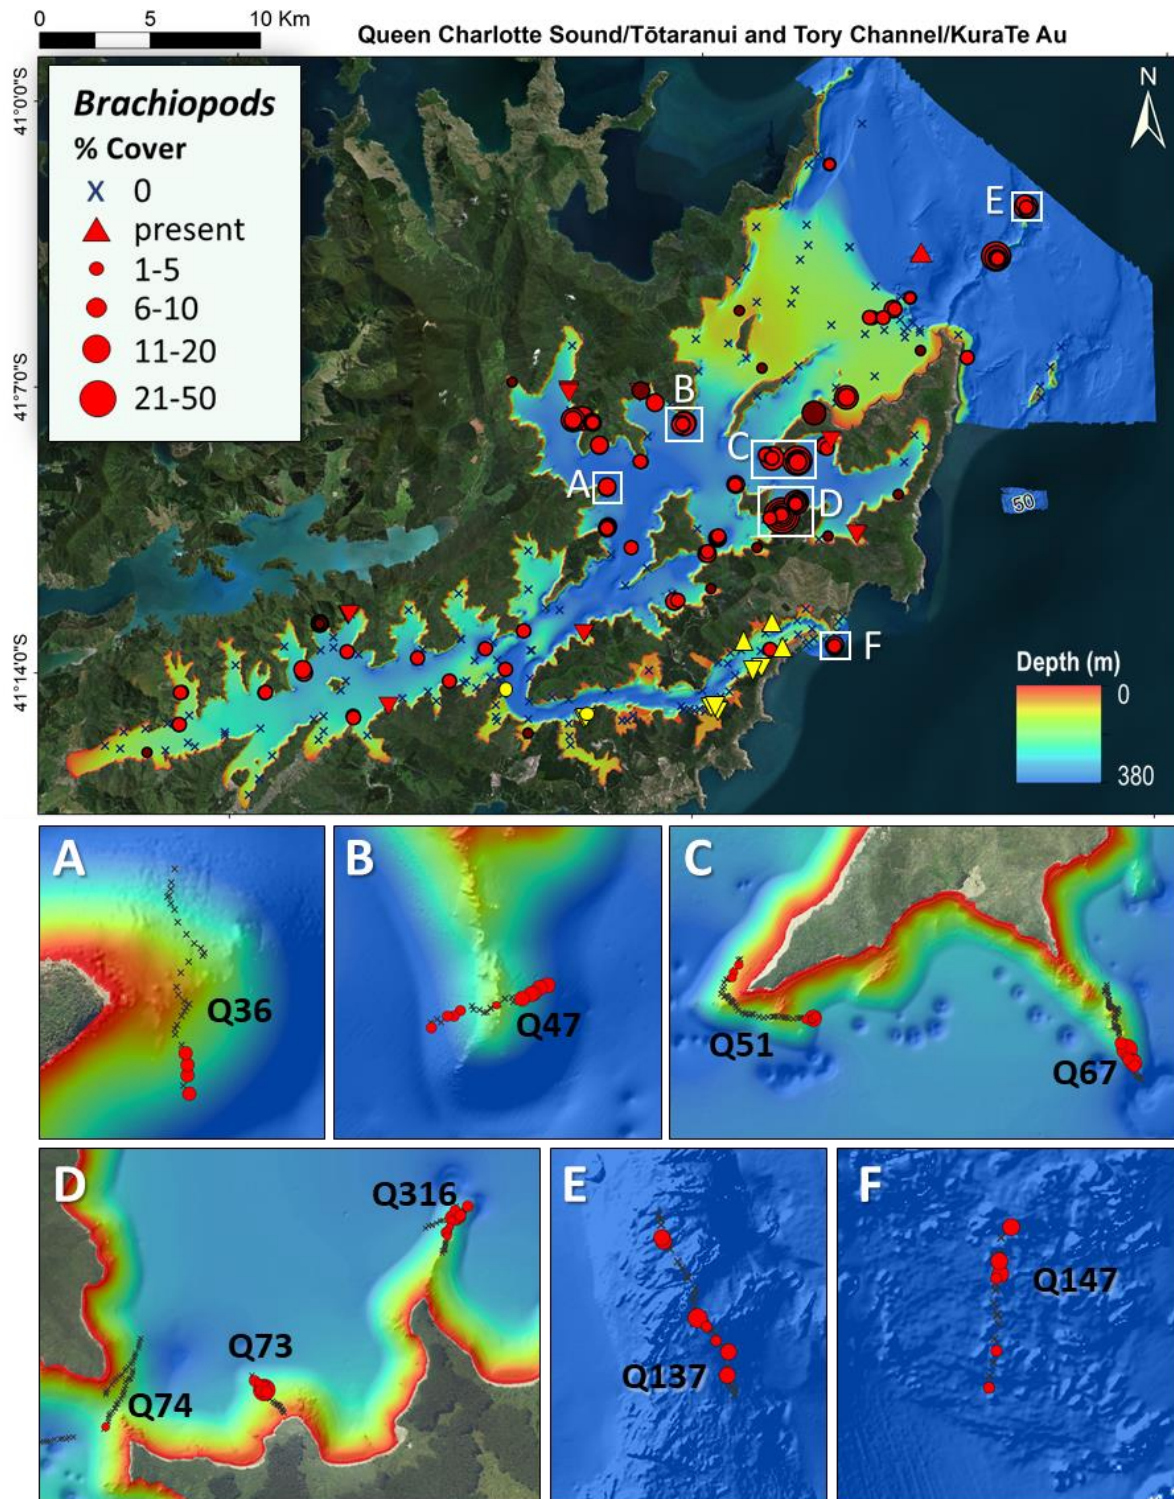 0 5 10 Km
Queen Charlotte Sound/Tōtaranui and Tory Channel/KuraTe Au
41°0'0"S
Brachiopods
% Cover
0
present
1-5
6-10
11-20
21-50
N
E
41°7'0"S
B
C
A
D
50
F
41°14'0"S
Depth (m)
0
380
A
Q36
B
Q47
C
Q51
Q67
D
Q316
Q73
Q74
E
Q137
F
Q147